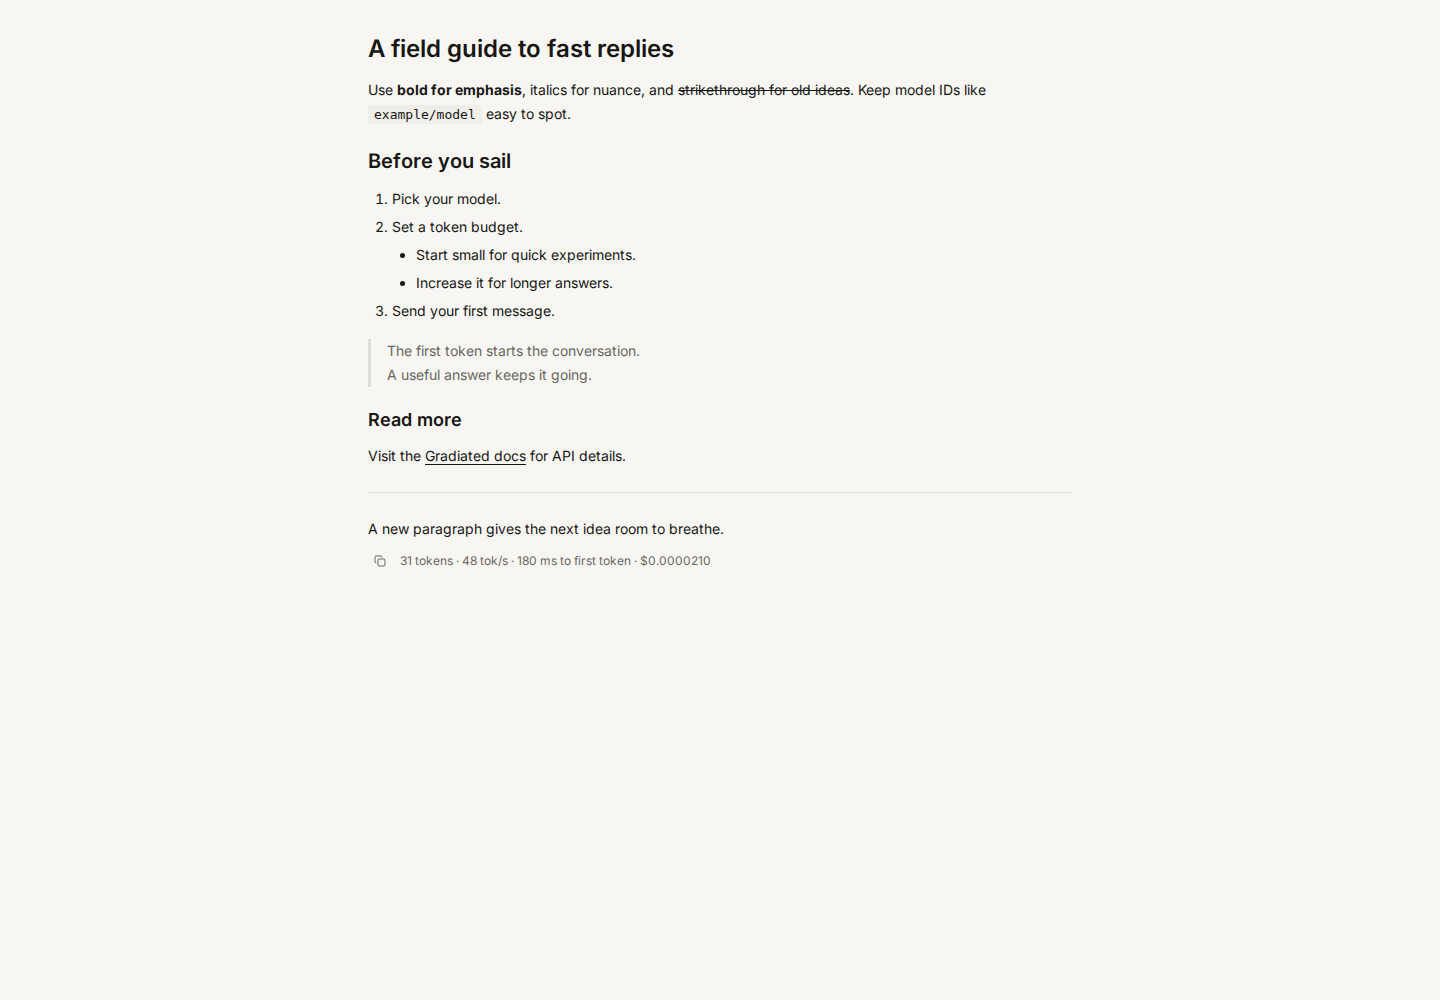 A field guide to fast replies
Use bold for emphasis, italics for nuance, and strikethrough for old ideas. Keep model IDs like
example/model easy to spot.
Before you sail
1. Pick your model.
2. Set a token budget.
• Start small for quick experiments.
• Increase it for longer answers.
3. Send your first message.
The first token starts the conversation.
A useful answer keeps it going.
Read more
Visit the Gradiated docs for API details.
A new paragraph gives the next idea room to breathe.
31 tokens · 48 tok/s · 180 ms to first token · $0.0000210